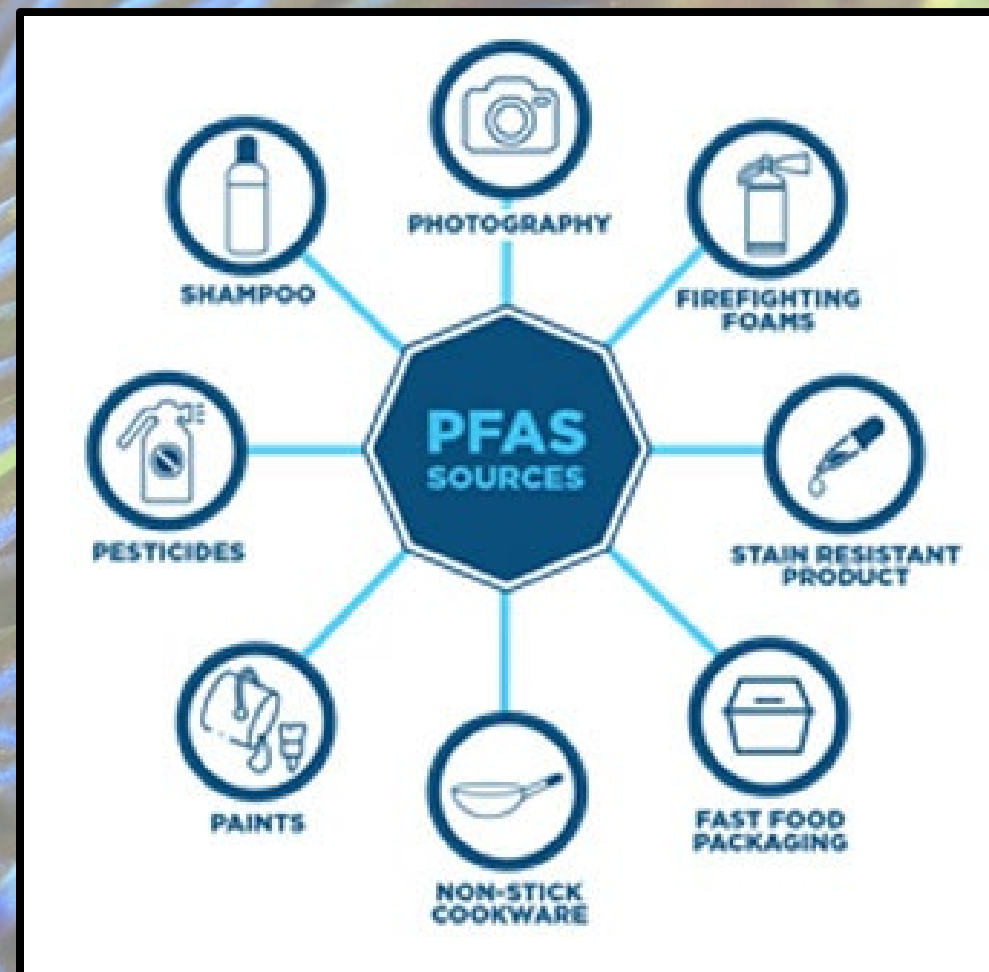 PHOTOGRAPHY
SHAMPOO
FIREFIGHTING
FOAMS
PFAS
SOURCES
PESTICIDES
STAIN RESISTANT
PRODUCT
PAINTS
FAST FOOD
PACKAGING
NON-STICK
COOKWARE